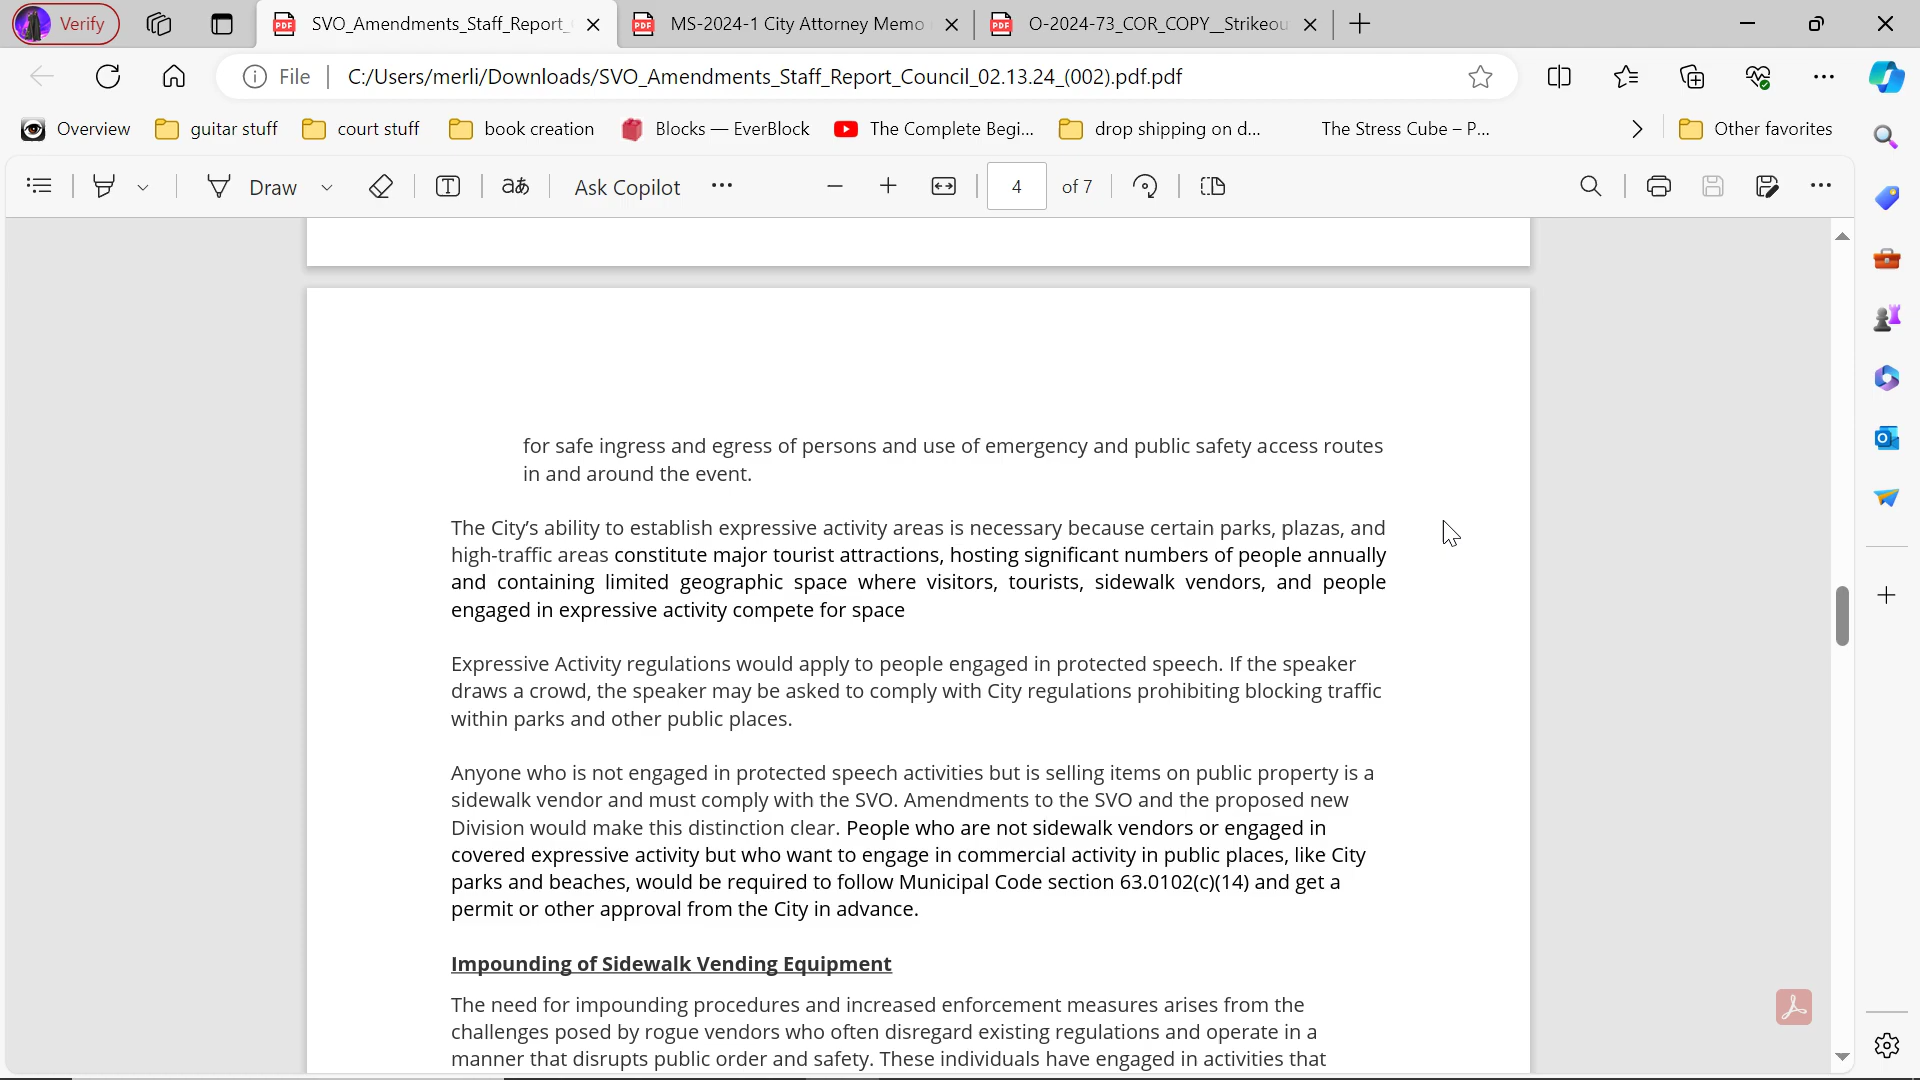 Verify
SVO_Amendments_Staff_Report_
MS-2024-1 City Attorney Memo
O-2024-73_COR_COPY__Strikeou
File
C:/Users/merli/Downloads/SVO_Amendments_Staff_Report_Council_02.13.24_(002).pdf.pdf
Overview
guitar stuff
court stuff
book creation
Blocks — EverBlock
The Complete Begi...
drop shipping on d...
The Stress Cube – P...
Other favorites
Draw
aあ
Ask Copilot
4
of 7
for safe ingress and egress of persons and use of emergency and public safety access routes
in and around the event.
The City's ability to establish expressive activity areas is necessary because certain parks, plazas, and
high-traffic areas constitute major tourist attractions, hosting significant numbers of people annually
and containing limited geographic space where visitors, tourists, sidewalk vendors, and people
engaged in expressive activity compete for space
Expressive Activity regulations would apply to people engaged in protected speech. If the speaker
draws a crowd, the speaker may be asked to comply with City regulations prohibiting blocking traffic
within parks and other public places.
Anyone who is not engaged in protected speech activities but is selling items on public property is a
sidewalk vendor and must comply with the SVO. Amendments to the SVO and the proposed new
Division would make this distinction clear. People who are not sidewalk vendors or engaged in
covered expressive activity but who want to engage in commercial activity in public places, like City
parks and beaches, would be required to follow Municipal Code section 63.0102(c)(14) and get a
permit or other approval from the City in advance.
Impounding of Sidewalk Vending Equipment
The need for impounding procedures and increased enforcement measures arises from the
challenges posed by rogue vendors who often disregard existing regulations and operate in a
manner that disrupts public order and safety. These individuals have engaged in activities that